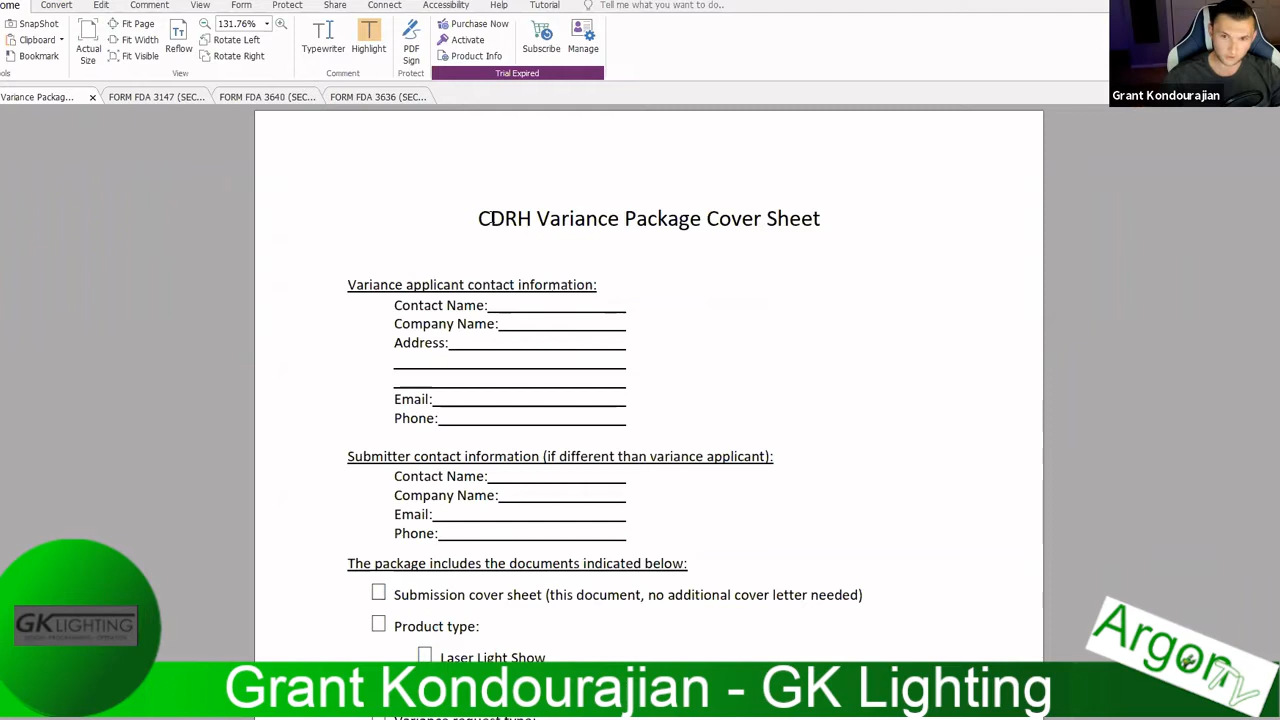 ome Convert Edit Comment View Form Protect Share Connect Accessibility Help Tutorial Tell me what you want to do..
SnapShot
Clipboard
Bookmark
ols
Actual
Size
Fit Page
Fit Width
Fit Visible
Reflow
131.76%
Rotate Left
Rotate Right
View
Typewriter
Highlight
Comment
PDF
Sign
Protect
Purchase Now
Activate
Product Info
Subscribe
Manage
Trial Expired
Grant Kondourajian
Variance Packag... FORM FDA 3147 (SEC... FORM FDA 3640 (SEC... FORM FDA 3636 (SEC...
CDRH Variance Package Cover Sheet
Variance applicant contact information:
Contact Name:
Company Name:
Address:
Email:
Phone:
Submitter contact information (if different than variance applicant):
Contact Name:
Company Name:
Email:
Phone:
The package includes the documents indicated below:
Submission cover sheet (this document, no additional cover letter needed)
Product type:
Laser Light Show
Variance request type:
GK LIGHTING
Argon TV
Grant Kondourajian - GK Lighting